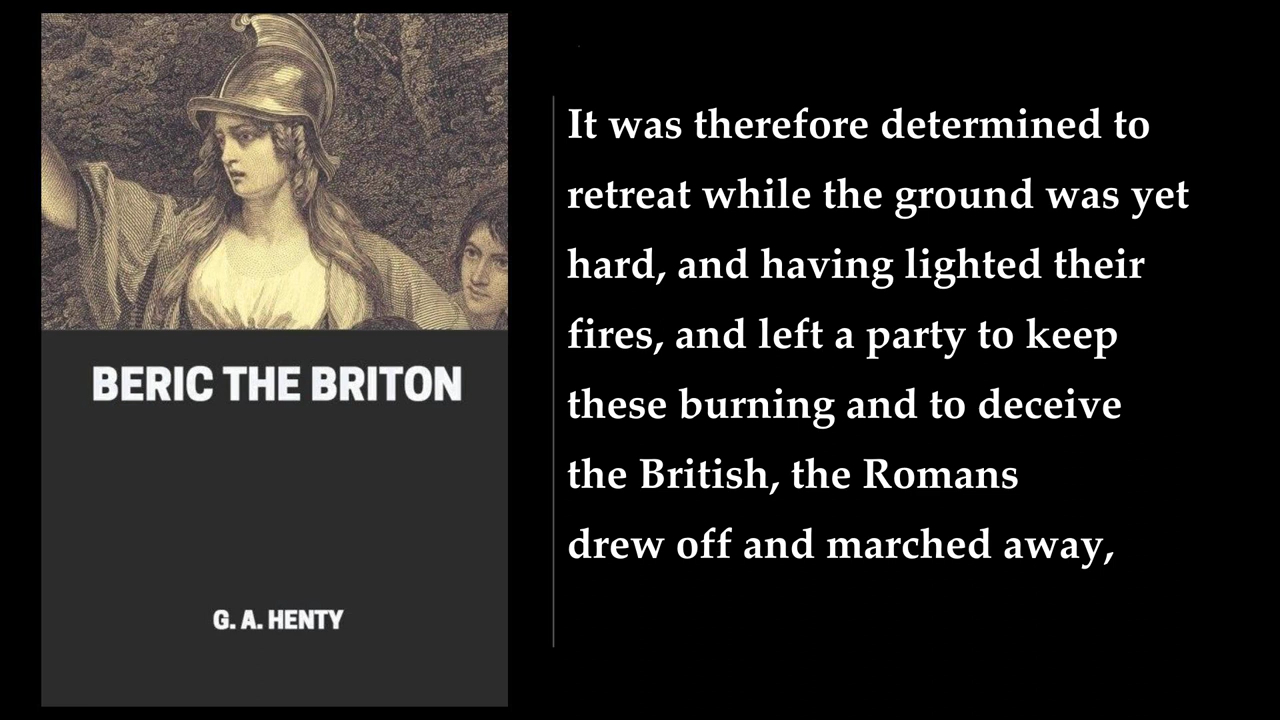 BERIC THE BRITON
G. A. HENTY
It was therefore determined to
retreat while the ground was yet
hard, and having lighted their
fires, and left a party to keep
these burning and to deceive
the British, the Romans
drew off and marched away,